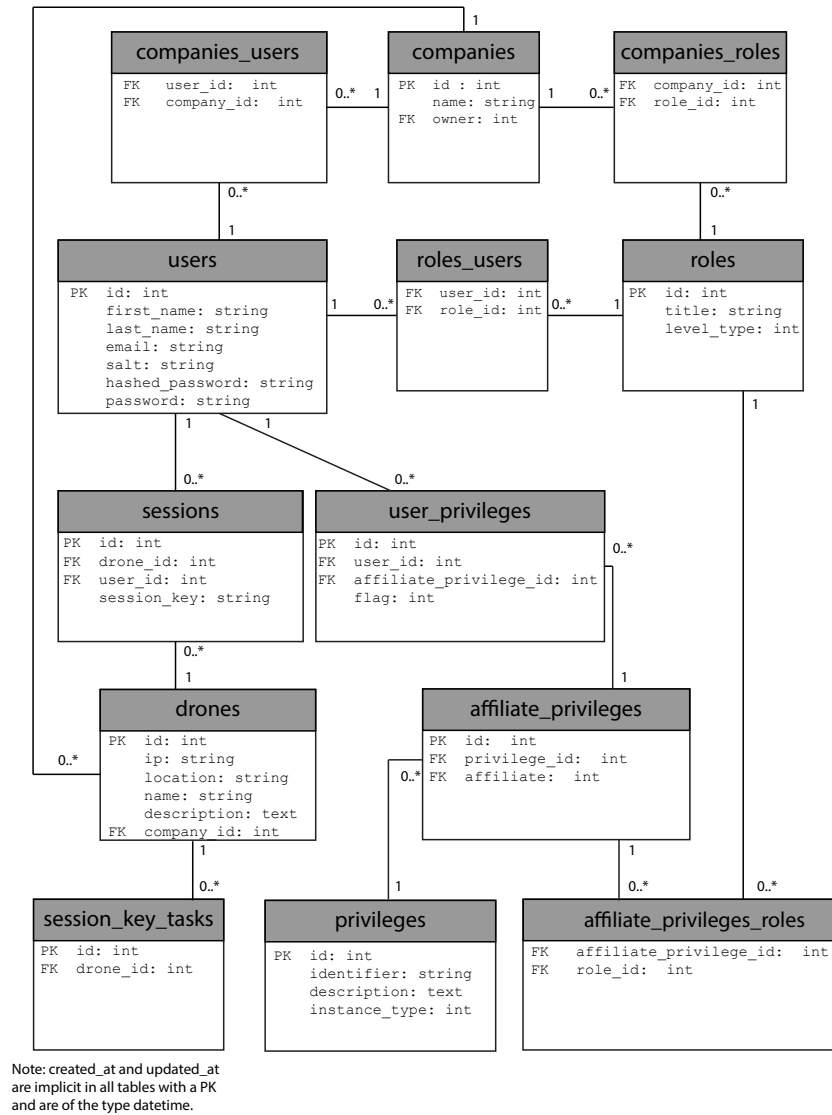 1
companies_users
FK user_id: int
FK company_id: int
0..*
1
companies
PK id : int
name: string
FK owner: int
1
0..*
companies_roles
FK company_id: int
FK role_id: int
0..*
1
0..*
1
users
PK id: int
first_name: string
last_name: string
email: string
salt: string
hashed_password: string
password: string
1
0..*
roles_users
FK user_id: int
FK role_id: int
0..*
1
roles
PK id: int
title: string
level_type: int
1
1
1
0..*
0..*
sessions
PK id: int
FK drone_id: int
FK user_id: int
session_key: string
user_privileges
PK id: int
FK user_id: int
FK affiliate_privilege_id: int
flag: int
0..*
0..*
1
1
drones
PK id: int
ip: string
location: string
name: string
description: text
FK company_id: int
0..*
affiliate_privileges
PK id: int
FK privilege_id: int
FK affiliate: int
0..*
1
0..*
1
1
0..*
0..*
session_key_tasks
PK id: int
FK drone_id: int
privileges
PK id: int
identifier: string
description: text
instance_type: int
affiliate_privileges_roles
FK affiliate_privilege_id: int
FK role_id: int
Note: created_at and updated_at
are implicit in all tables with a PK
and are of the type datetime.